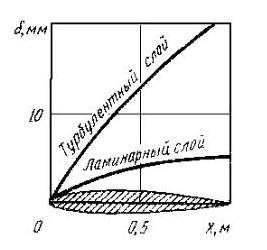 δ, мм
Турбулентный слой
10
Ламинарный слой
0
0,5
X, м